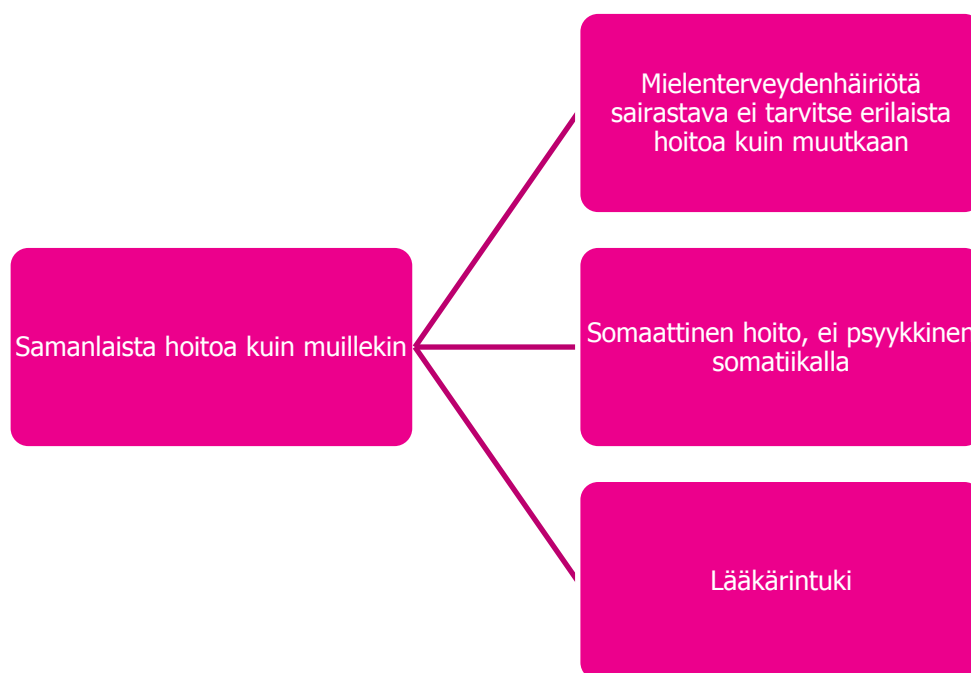 Mielenterveydenhäiriötä
sairastava ei tarvitse erilaista
hoitoa kuin muutkaan
Samanlaista hoitoa kuin muillekin
Somaattinen hoito, ei psyykkinen
somatiikalla
Lääkärintuki